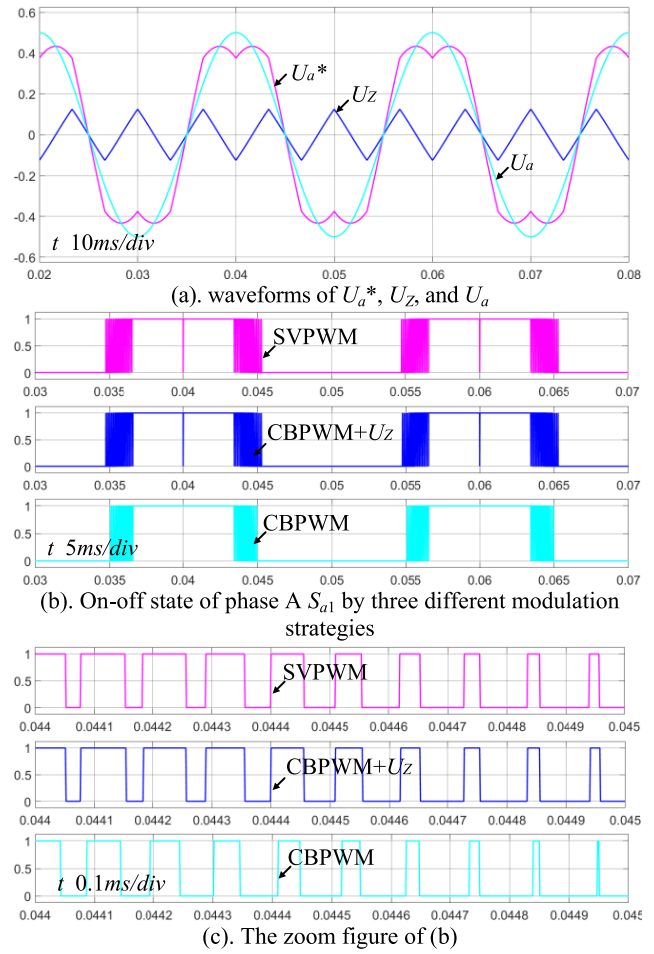 0.6
0.4
0.2
0
-0.2
-0.4
-0.6
Ua*
UZ
Ua
t 10ms/div
0.02 0.03 0.04 0.05 0.06 0.07 0.08
(a). waveforms of Ua*, UZ, and Ua
1
0.5
0
SVPWM
0.03 0.035 0.04 0.045 0.05 0.055 0.06 0.065 0.07
1
0.5
0
CBPWM+UZ
0.03 0.035 0.04 0.045 0.05 0.055 0.06 0.065 0.07
1
0.5
0
CBPWM
t 5ms/div
0.03 0.035 0.04 0.045 0.05 0.055 0.06 0.065 0.07
(b). On-off state of phase A Sa1 by three different modulation
strategies
1
0.5
0
SVPWM
0.044 0.0441 0.0442 0.0443 0.0444 0.0445 0.0446 0.0447 0.0448 0.0449 0.045
1
0.5
0
CBPWM+UZ
0.044 0.0441 0.0442 0.0443 0.0444 0.0445 0.0446 0.0447 0.0448 0.0449 0.045
1
0.5
0
CBPWM
t 0.1ms/div
0.044 0.0441 0.0442 0.0443 0.0444 0.0445 0.0446 0.0447 0.0448 0.0449 0.045
(c). The zoom figure of (b)